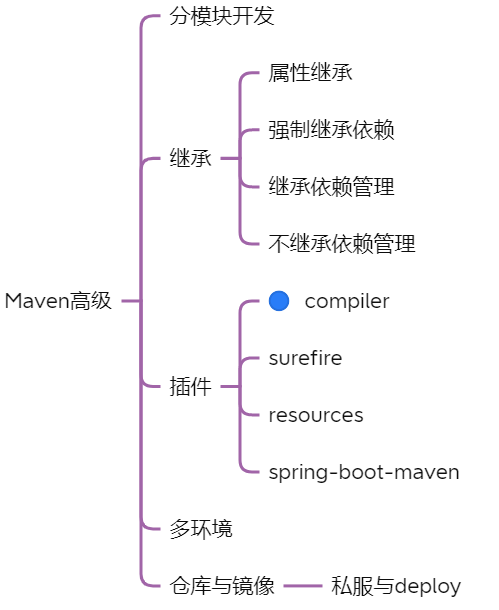 分模块开发
属性继承
强制继承依赖
继承
继承依赖管理
不继承依赖管理
Maven高级
compiler
surefire
插件
resources
spring-boot-maven
多环境
仓库与镜像
私服与deploy